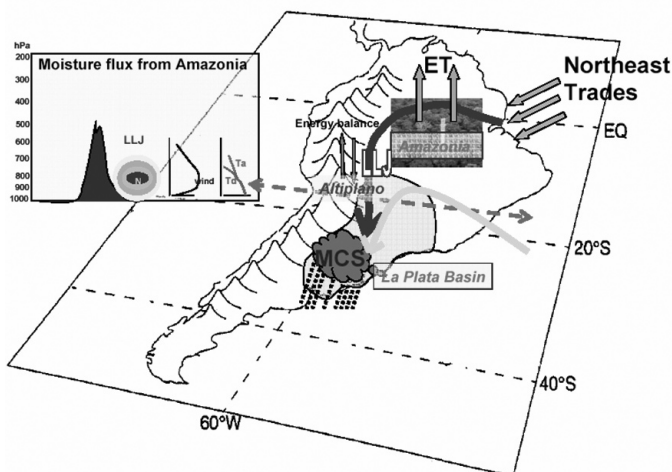 hPa
200
300
400
500
600
700
800
900
1000
Moisture flux from Amazonia
LLJ
N
wind
Ta
Td
ET
Northeast
Trades
EQ
Energy balance
Amazonia
LLJ
Altiplano
20°S
MCS
La Plata Basin
40°S
60°W